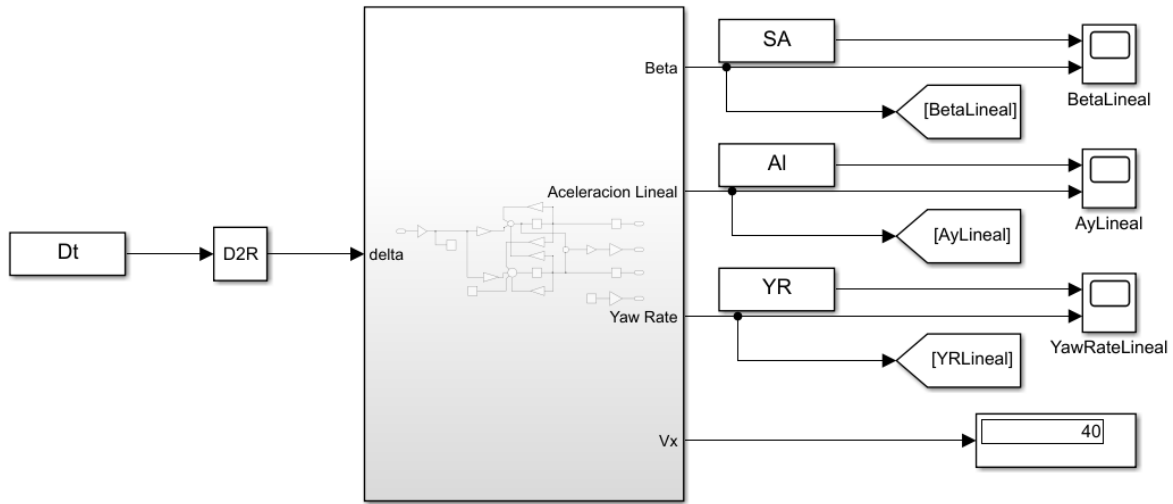 SA
Beta
BetaLineal
[BetaLineal]
Al
Aceleracion Lineal
AyLineal
[AyLineal]
Dt
D2R
delta
YR
Yaw Rate
YawRateLineal
[YRLineal]
Vx
40